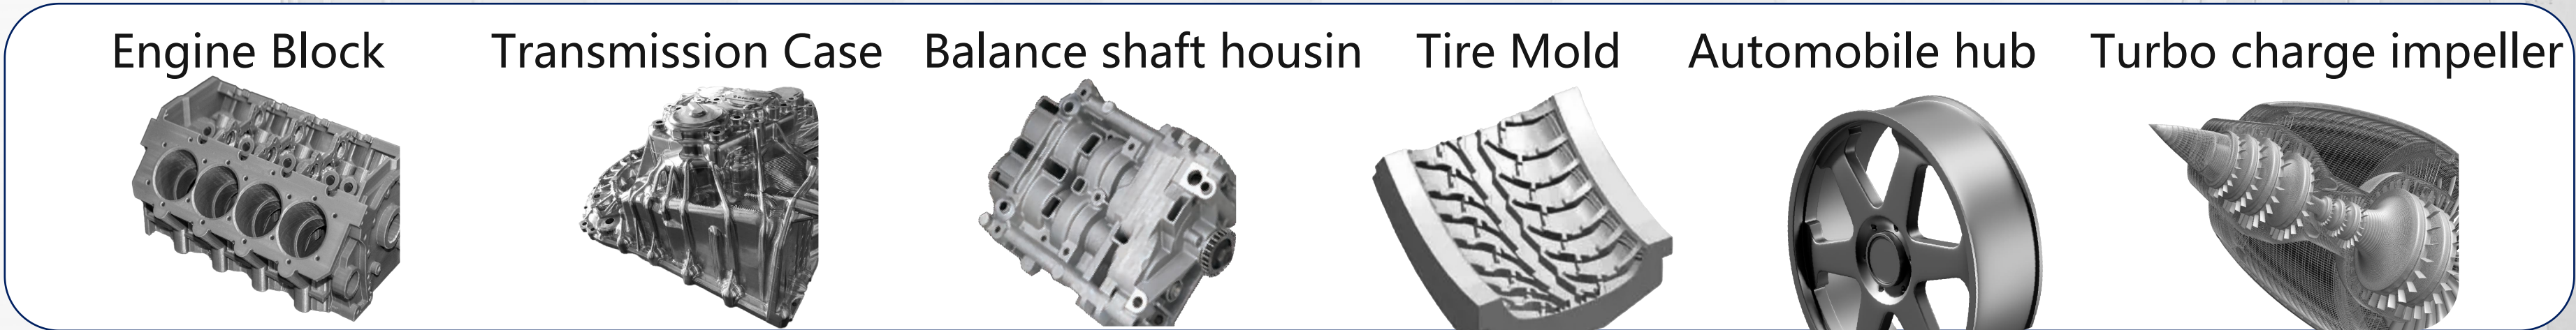 Engine Block
Transmission Case
Balance shaft housin
Tire Mold
Automobile hub
Turbo charge impeller